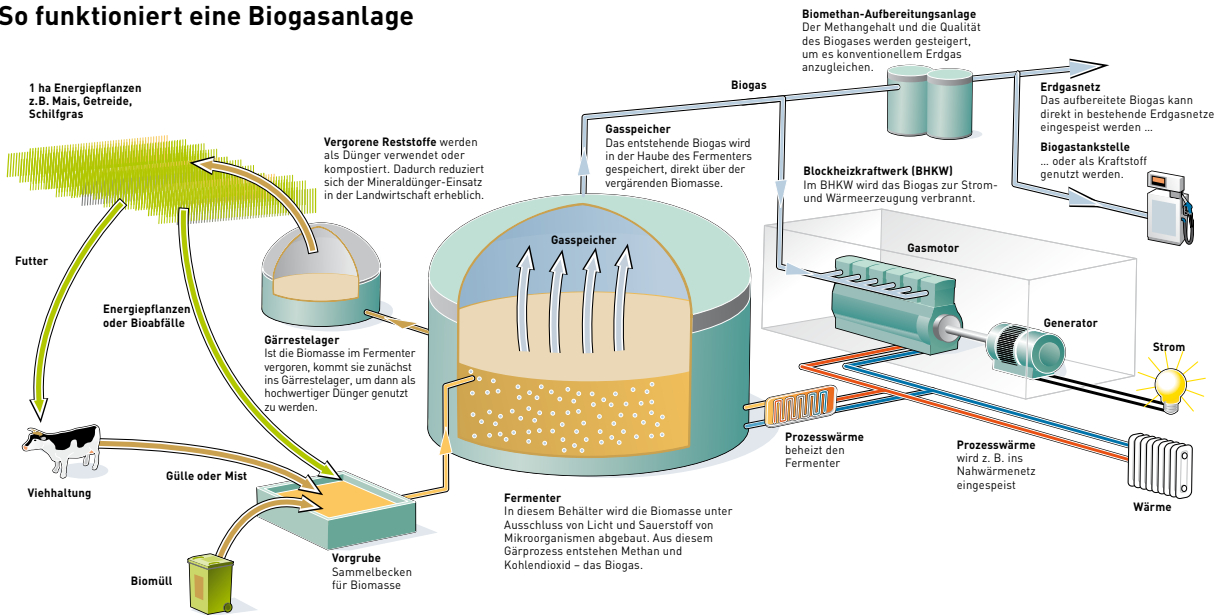 So funktioniert eine Biogasanlage
1 ha Energiepflanzen
z.B. Mais, Getreide,
Schilfgras
Vergorene Reststoffe werden
als Dünger verwendet oder
kompostiert. Dadurch reduziert
sich der Mineraldünger-Einsatz
in der Landwirtschaft erheblich.
Futter
Energiepflanzen
oder Bioabfälle
Gärrestelager
Ist die Biomasse im Fermenter
vergoren, kommt sie zunächst
ins Gärrestelager, um dann als
hochwertiger Dünger genutzt
zu werden.
Viehhaltung
Gülle oder Mist
Biomüll
Vorgrube
Sammelbecken
für Biomasse
Gasspeicher
Fermenter
In diesem Behälter wird die Biomasse unter
Ausschluss von Licht und Sauerstoff von
Mikroorganismen abgebaut. Aus diesem
Gärprozess entstehen Methan und
Kohlendioxid – das Biogas.
Gasspeicher
Das entstehende Biogas wird
in der Haube des Fermenters
gespeichert, direkt über der
vergärenden Biomasse.
Biogas
Biomethan-Aufbereitungsanlage
Der Methangehalt und die Qualität
des Biogases werden gesteigert,
um es konventionellem Erdgas
anzugleichen.
Erdgasnetz
Das aufbereitete Biogas kann
direkt in bestehende Erdgasnetze
eingespeist werden ...
Biogastankstelle
... oder als Kraftstoff
genutzt werden.
Blockheizkraftwerk (BHKW)
Im BHKW wird das Biogas zur Strom-
und Wärmeerzeugung verbrannt.
Gasmotor
Generator
Strom
Prozesswärme
beheizt den
Fermenter
Prozesswärme
wird z. B. ins
Nahwärmenetz
eingespeist
Wärme